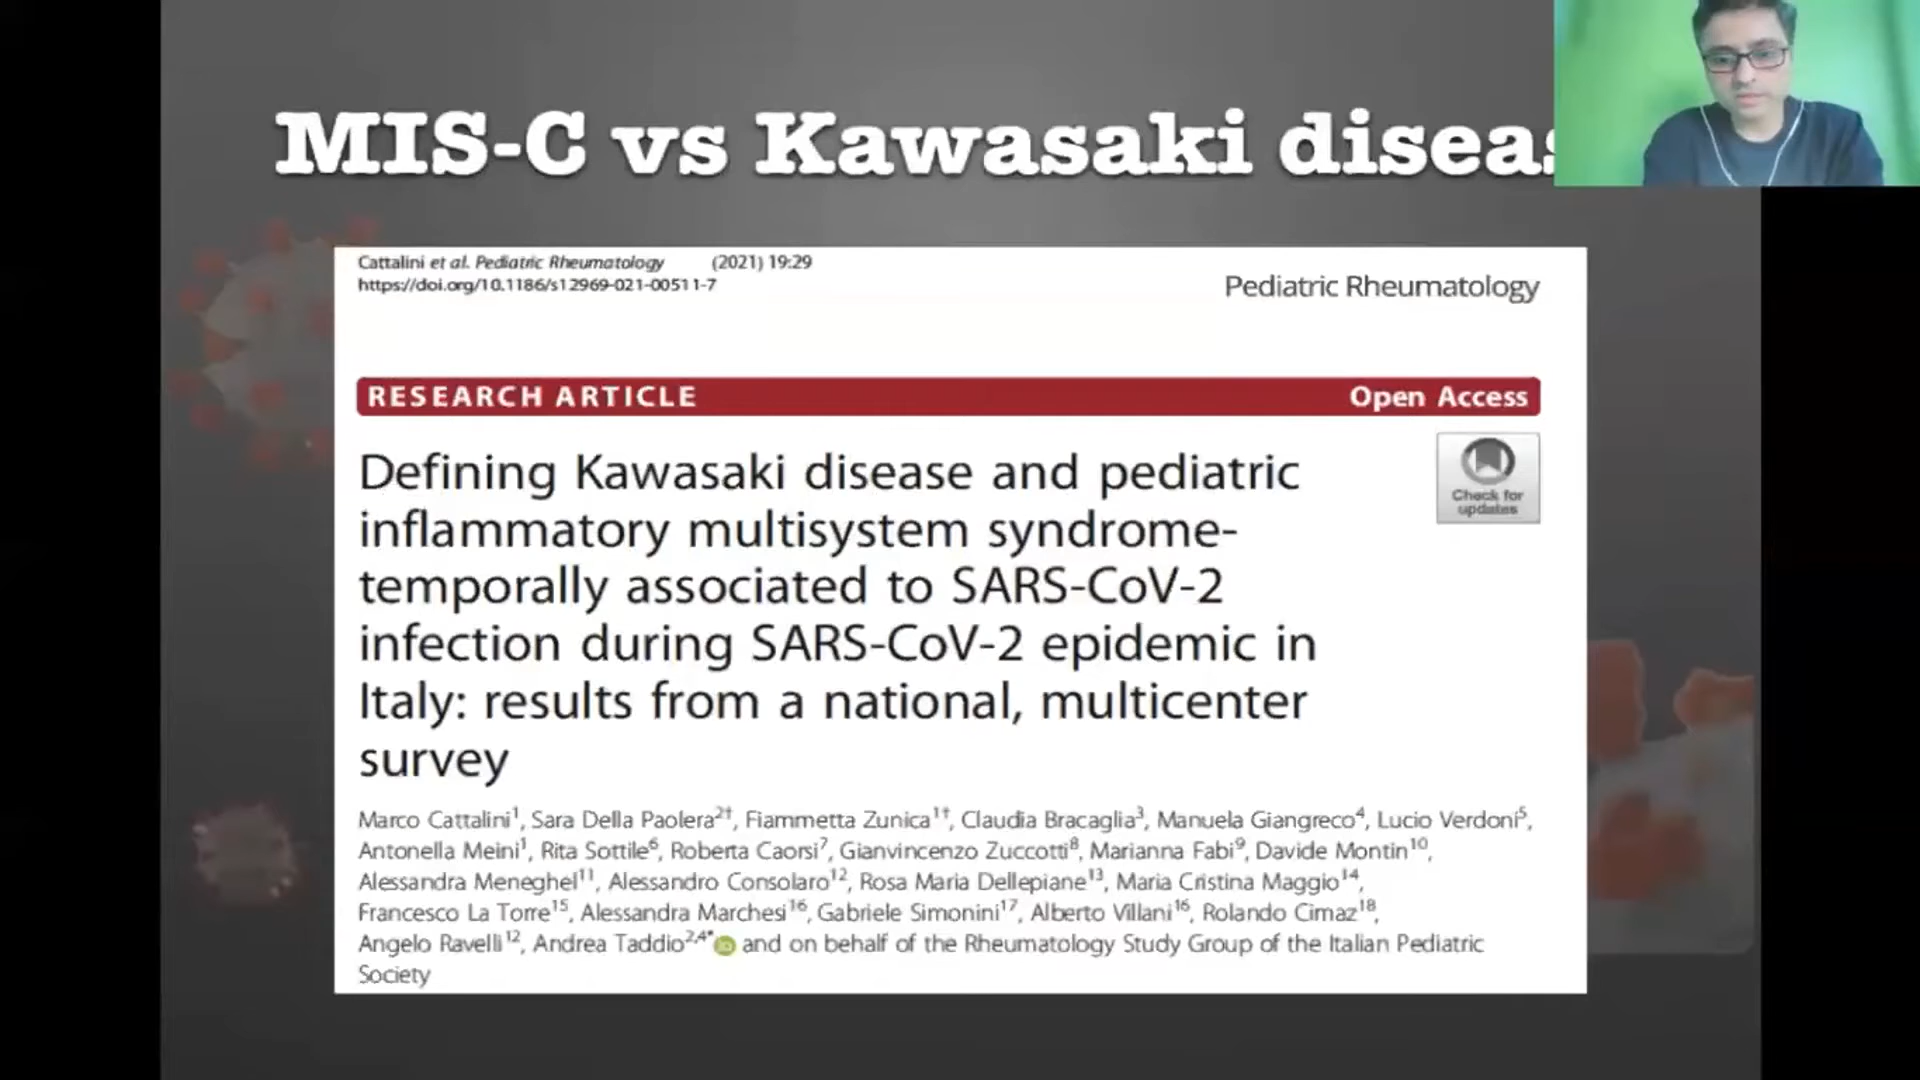 MIS-C vs Kawasaki diseas
Cattalini et al. Pediatric Rheumatology (2021) 19:29
https://doi.org/10.1186/s12969-021-00511-7
Pediatric Rheumatology
RESEARCH ARTICLE Open Access
Check for
updates
Defining Kawasaki disease and pediatric
inflammatory multisystem syndrome-
temporally associated to SARS-CoV-2
infection during SARS-CoV-2 epidemic in
Italy: results from a national, multicenter
survey
Marco Cattalini¹, Sara Della Paolera²†, Fiammetta Zunica¹†, Claudia Bracaglia³, Manuela Giangreco⁴, Lucio Verdoni⁵,
Antonella Meini¹, Rita Sottile⁶, Roberta Caorsi⁷, Gianvincenzo Zuccotti⁸, Marianna Fabi⁹, Davide Montin¹⁰,
Alessandra Meneghel¹¹, Alessandro Consolaro¹², Rosa Maria Dellepiane¹³, Maria Cristina Maggio¹⁴,
Francesco La Torre¹⁵, Alessandra Marchesi¹⁶, Gabriele Simonini¹⁷, Alberto Villani¹⁶, Rolando Cimaz¹⁸,
Angelo Ravelli¹², Andrea Taddio²,⁴* iD and on behalf of the Rheumatology Study Group of the Italian Pediatric
Society